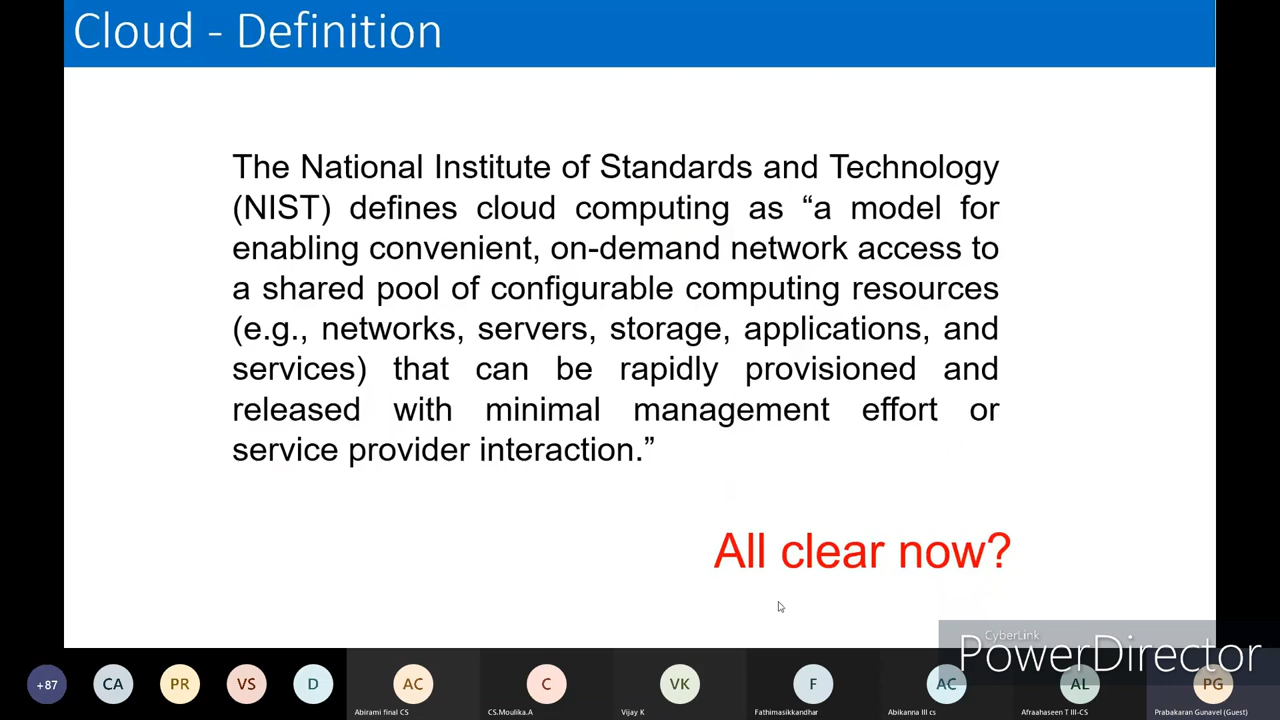 Cloud - Definition
The National Institute of Standards and Technology
(NIST) defines cloud computing as “a model for
enabling convenient, on-demand network access to
a shared pool of configurable computing resources
(e.g., networks, servers, storage, applications, and
services) that can be rapidly provisioned and
released with minimal management effort or
service provider interaction.”
All clear now?
CyberLink
PowerDirector
+87 CA PR VS D AC C VK F AC AL PG
Abirami final CS CS.Moulika.A Vijay K Fathimasikkandhar Abikanna III cs Afraahaseen T III-CS Prabakaran Gunavel (Guest)